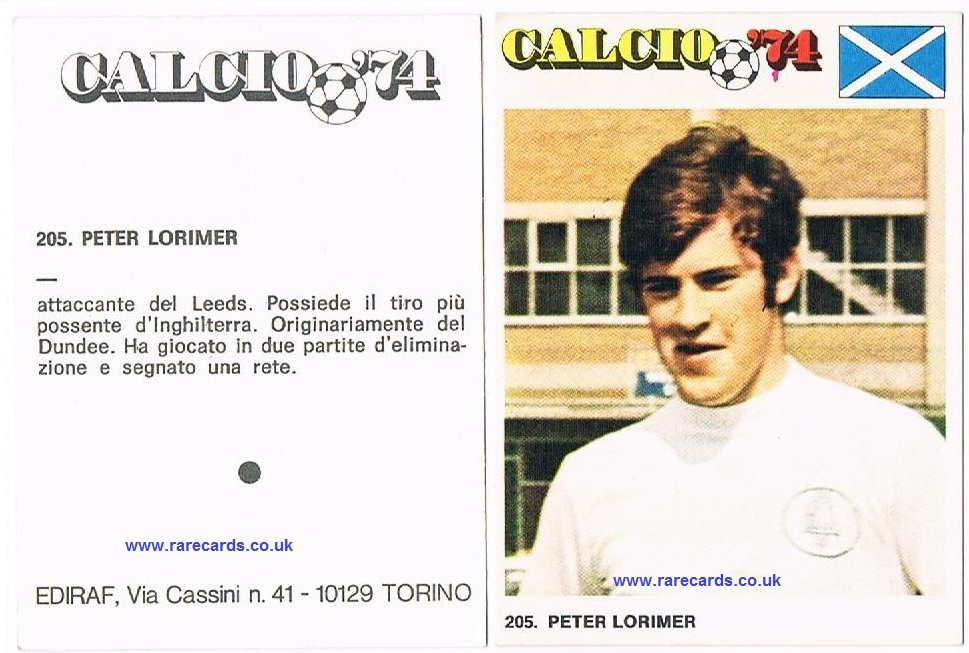 CALCIO '74
205. PETER LORIMER
attaccante del Leeds. Possiede il tiro più
possente d'Inghilterra. Originariamente del
Dundee. Ha giocato in due partite d'elimina-
zione e segnato una rete.
www.rarecards.co.uk
EDIRAF, Via Cassini n. 41 - 10129 TORINO
CALCIO '74
www.rarecards.co.uk
205. PETER LORIMER